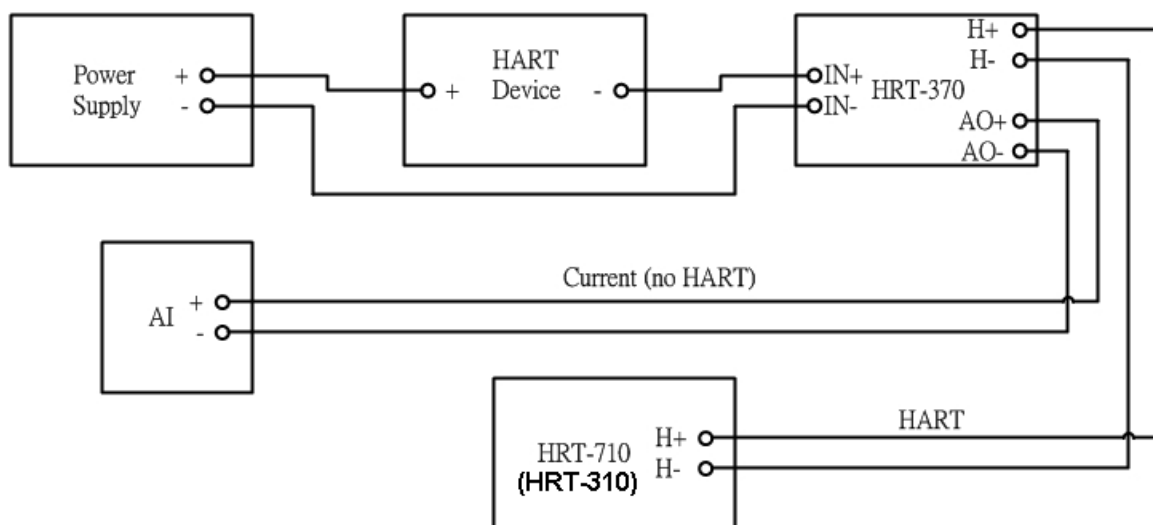 Power
Supply
+
-
HART
Device
+
-
IN+
IN-
HRT-370
H+
H-
AO+
AO-
AI
+
-
Current (no HART)
HRT-710
(HRT-310)
H+
H-
HART